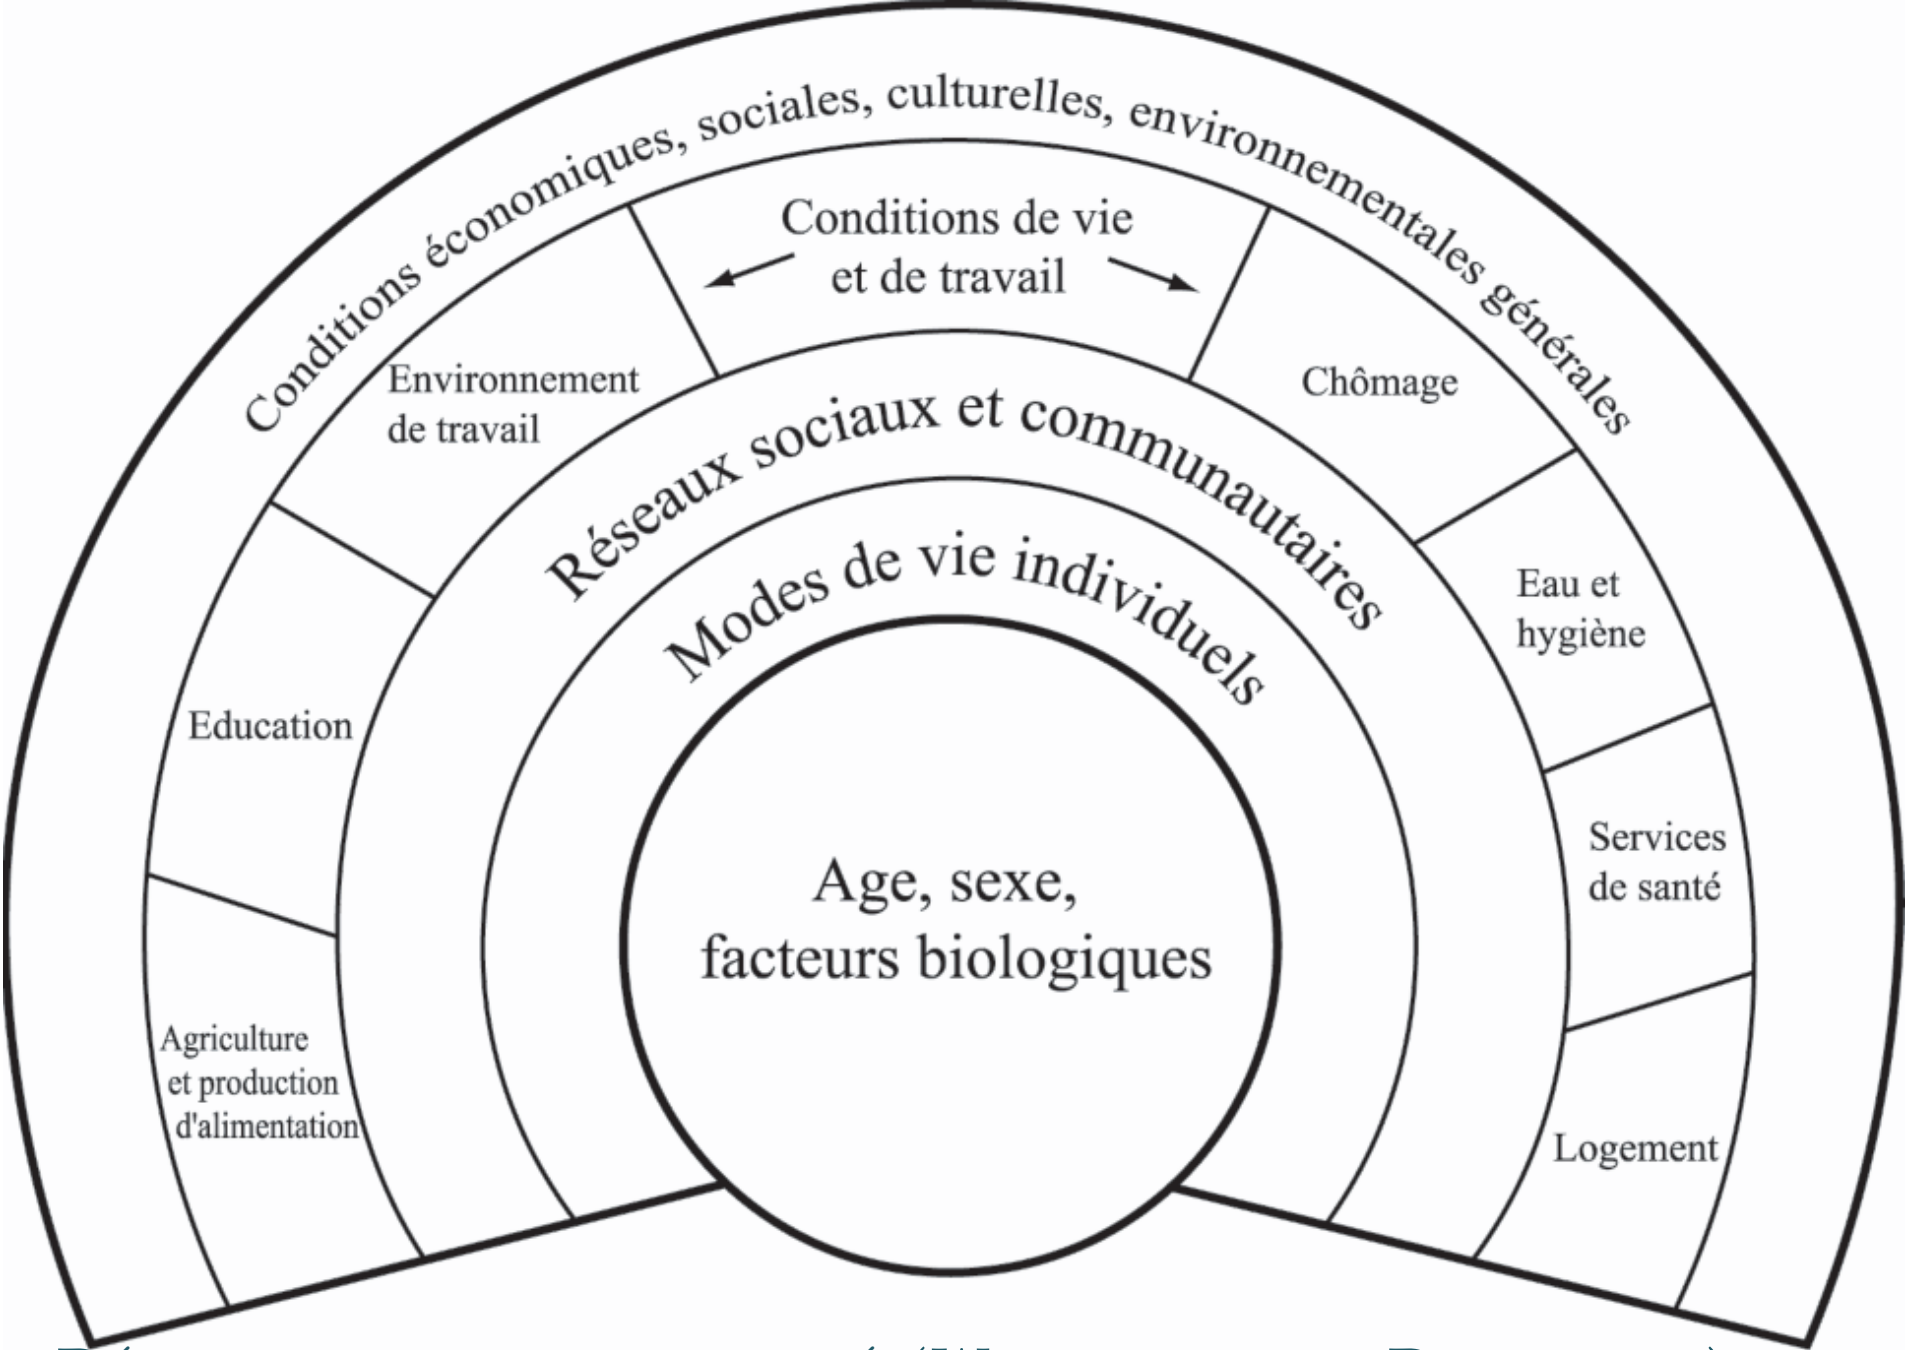 Conditions économiques, sociales, culturelles, environnementales générales
Conditions de vie
et de travail
Environnement
de travail
Chômage
Réseaux sociaux et communautaires
Modes de vie individuels
Eau et
hygiène
Education
Services
de santé
Age, sexe,
facteurs biologiques
Agriculture
et production
d'alimentation
Logement